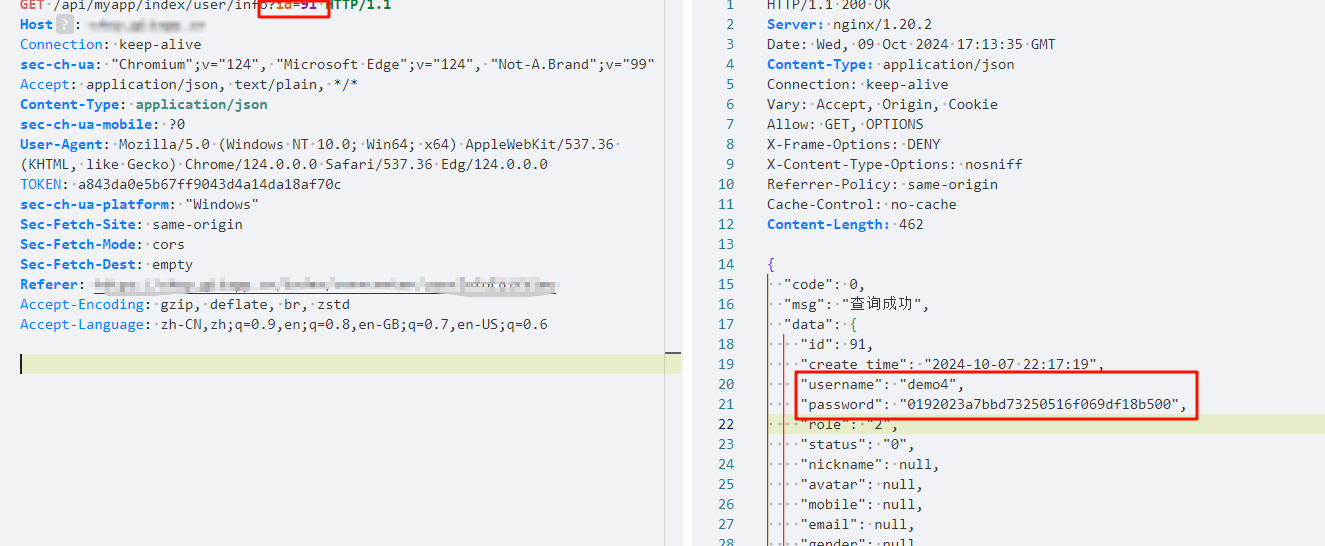 GET /api/myapp/index/user/info?id=91 HTTP/1.1
Host ? :
Connection: keep-alive
sec-ch-ua: "Chromium";v="124", "Microsoft Edge";v="124", "Not-A.Brand";v="99"
Accept: application/json, text/plain, */*
Content-Type: application/json
sec-ch-ua-mobile: ?0
User-Agent: Mozilla/5.0 (Windows NT 10.0; Win64; x64) AppleWebKit/537.36
(KHTML, like Gecko) Chrome/124.0.0.0 Safari/537.36 Edg/124.0.0.0
TOKEN: a843da0e5b67ff9043d4a14da18af70c
sec-ch-ua-platform: "Windows"
Sec-Fetch-Site: same-origin
Sec-Fetch-Mode: cors
Sec-Fetch-Dest: empty
Referer:
Accept-Encoding: gzip, deflate, br, zstd
Accept-Language: zh-CN,zh;q=0.9,en;q=0.8,en-GB;q=0.7,en-US;q=0.6
1 HTTP/1.1 200 OK
2 Server: nginx/1.20.2
3 Date: Wed, 09 Oct 2024 17:13:35 GMT
4 Content-Type: application/json
5 Connection: keep-alive
6 Vary: Accept, Origin, Cookie
7 Allow: GET, OPTIONS
8 X-Frame-Options: DENY
9 X-Content-Type-Options: nosniff
10 Referrer-Policy: same-origin
11 Cache-Control: no-cache
12 Content-Length: 462
13
14 {
15 "code": 0,
16 "msg": "查询成功",
17 "data": {
18 "id": 91,
19 "create_time": "2024-10-07 22:17:19",
20 "username": "demo4",
21 "password": "0192023a7bbd73250516f069df18b500",
22 "role": "2",
23 "status": "0",
24 "nickname": null,
25 "avatar": null,
26 "mobile": null,
27 "email": null,
28 "gender": null